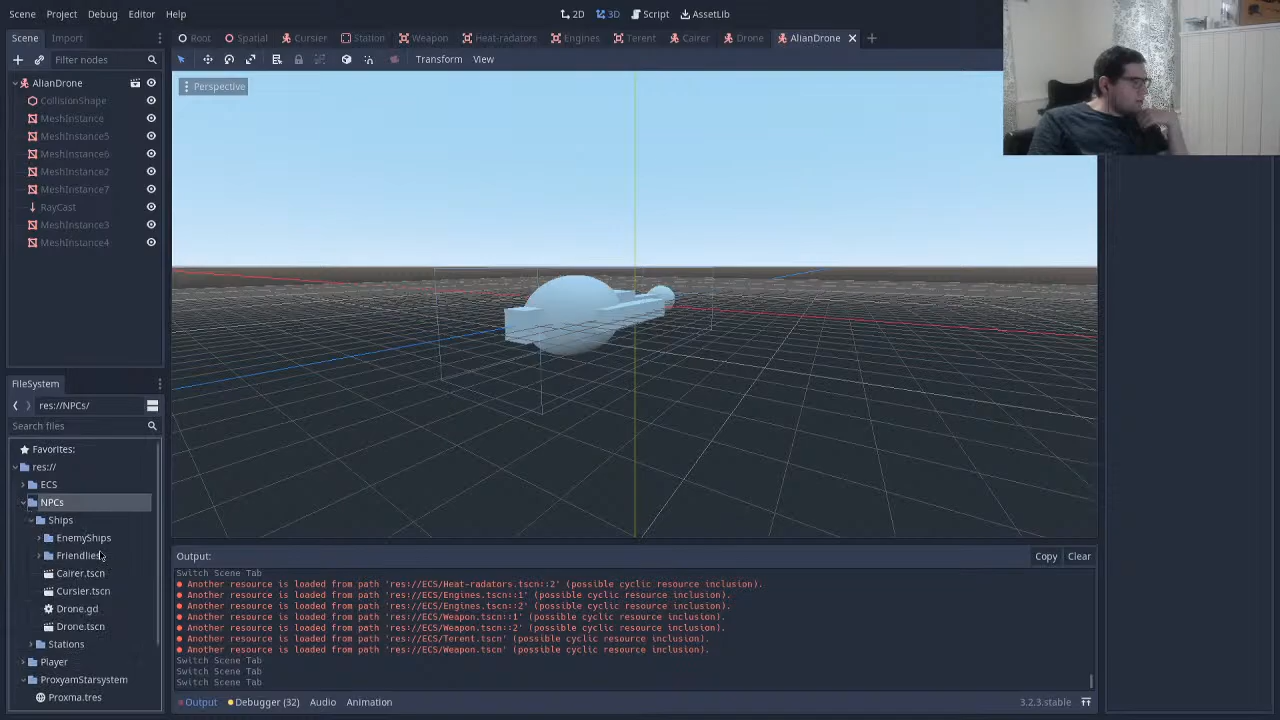 Scene Project Debug Editor Help
2D 3D Script AssetLib
Scene Import
Root Spatial Cursier Station Weapon Heat-radators Engines Terent Cairer Drone AlianDrone
Filter nodes
Transform View
AlianDrone
Perspective
CollisionShape
MeshInstance
MeshInstance5
MeshInstance6
MeshInstance2
MeshInstance7
RayCast
MeshInstance3
MeshInstance4
FileSystem
res://NPCs/
Search files
Favorites:
res://
ECS
NPCs
Ships
EnemyShips
Friendlies
Cairer.tscn
Cursier.tscn
Drone.gd
Drone.tscn
Stations
Player
ProxyamStarsystem
Proxma.tres
Output: Copy Clear
Switch Scene Tab
Another resource is loaded from path 'res://ECS/Heat-radators.tscn::2' (possible cyclic resource inclusion).
Another resource is loaded from path 'res://ECS/Engines.tscn::1' (possible cyclic resource inclusion).
Another resource is loaded from path 'res://ECS/Engines.tscn::2' (possible cyclic resource inclusion).
Another resource is loaded from path 'res://ECS/Weapon.tscn::1' (possible cyclic resource inclusion).
Another resource is loaded from path 'res://ECS/Weapon.tscn::2' (possible cyclic resource inclusion).
Another resource is loaded from path 'res://ECS/Terent.tscn' (possible cyclic resource inclusion).
Another resource is loaded from path 'res://ECS/Weapon.tscn' (possible cyclic resource inclusion).
Switch Scene Tab
Switch Scene Tab
Switch Scene Tab
Output Debugger (32) Audio Animation 3.2.3.stable